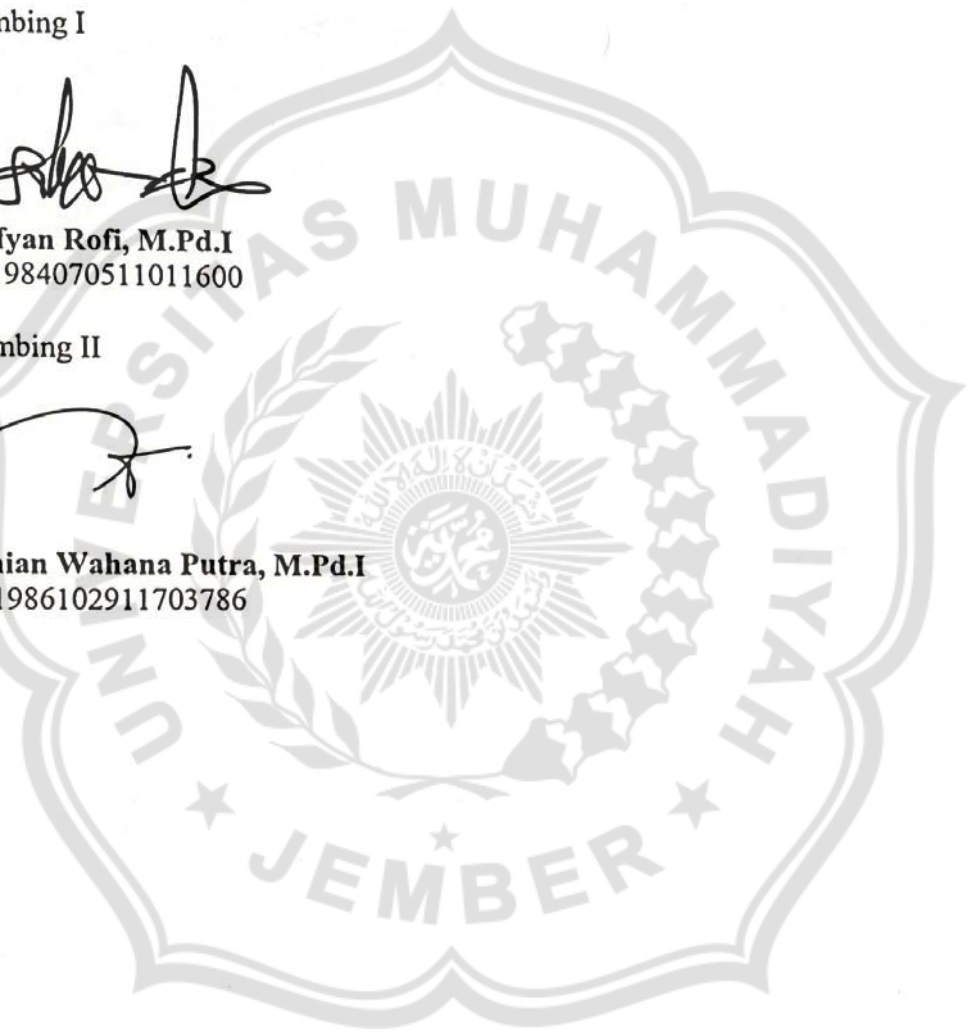 mbing I
fyan Rofi, M.Pd.I
984070511011600
mbing II
nian Wahana Putra, M.Pd.I
1986102911703786
UNIVERSITAS MUHAMMADIYAH
JEMBER